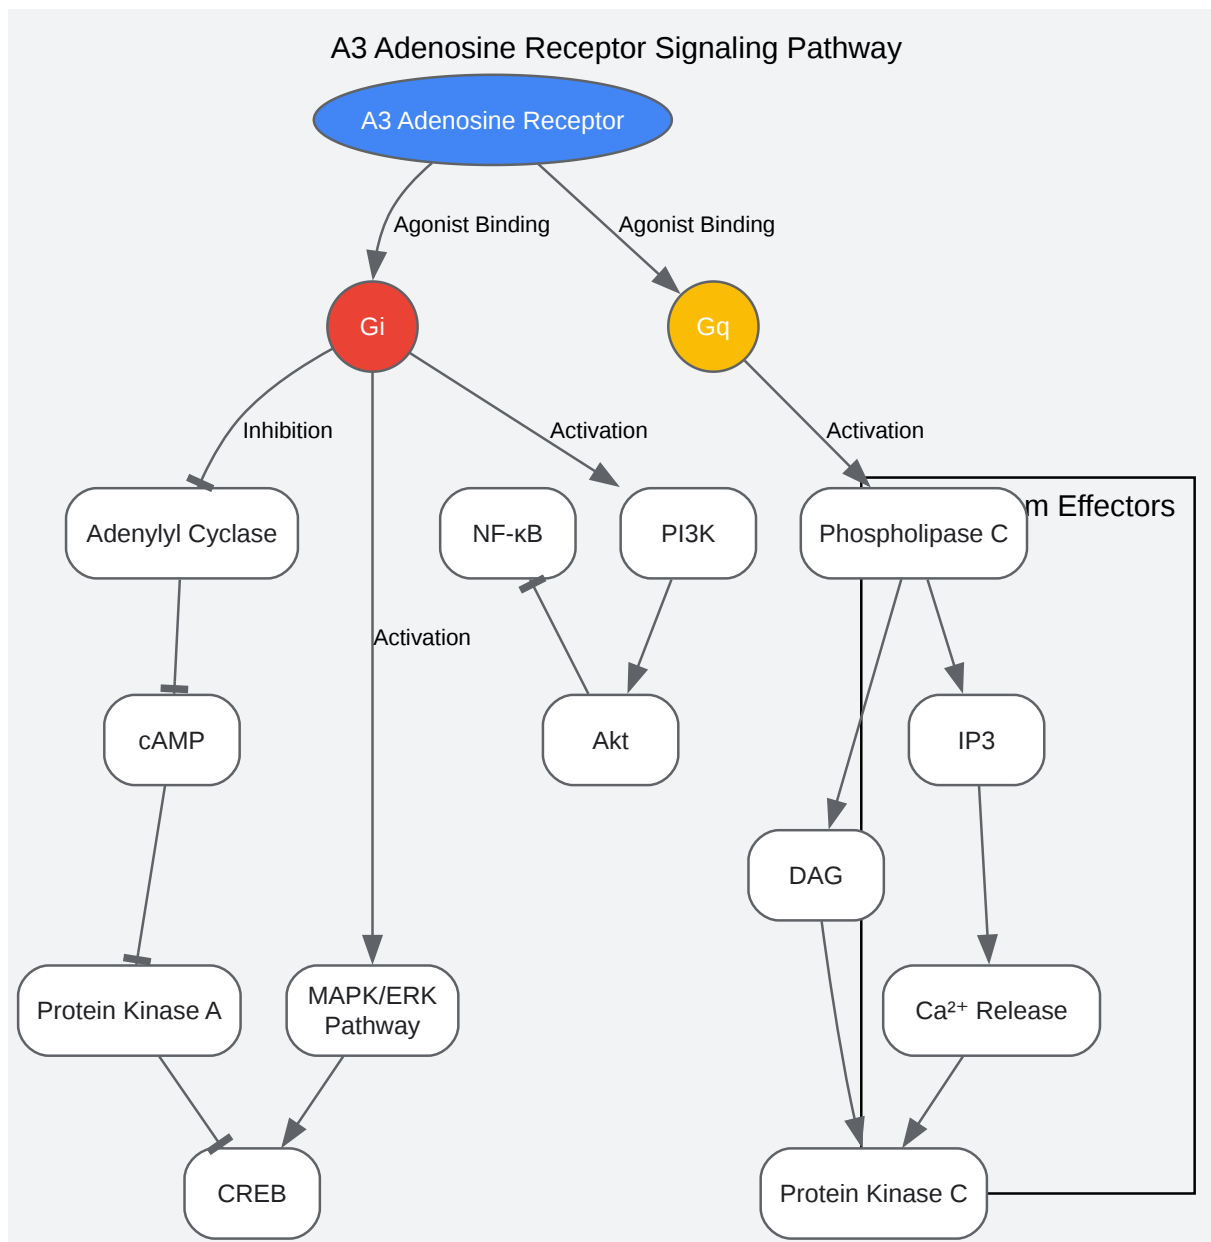 A3 Adenosine Receptor Signaling Pathway
A3 Adenosine Receptor
Agonist Binding
Agonist Binding
Gi
Gq
Inhibition
Activation
Activation
Effectors
Adenylyl Cyclase
NF-κB
PI3K
Phospholipase C
Activation
cAMP
Akt
IP3
DAG
Protein Kinase A
MAPK/ERK
Pathway
Ca²⁺ Release
CREB
Protein Kinase C